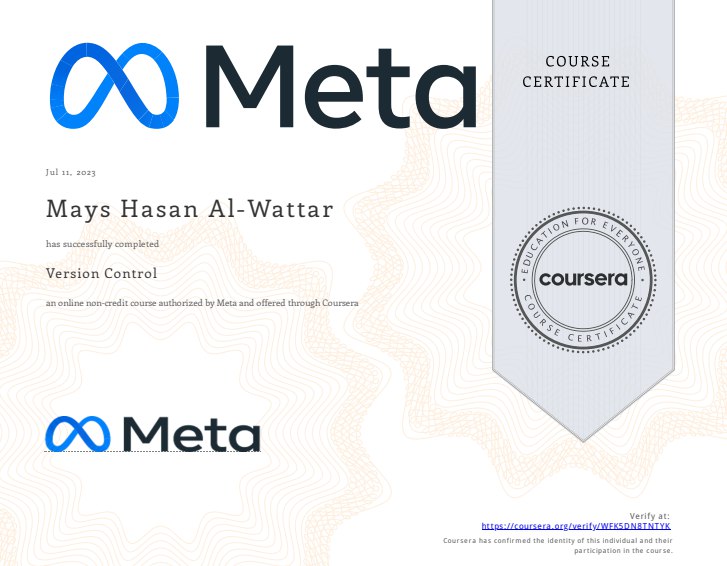 Meta
COURSE
CERTIFICATE
Jul 11, 2023
Mays Hasan Al-Wattar
has successfully completed
Version Control
an online non-credit course authorized by Meta and offered through Coursera
EDUCATION FOR EVERYONE
coursera
COURSE CERTIFICATE
Meta
Verify at:
https://coursera.org/verify/WFK5DN8TNTYK
Coursera has confirmed the identity of this individual and their
participation in the course.